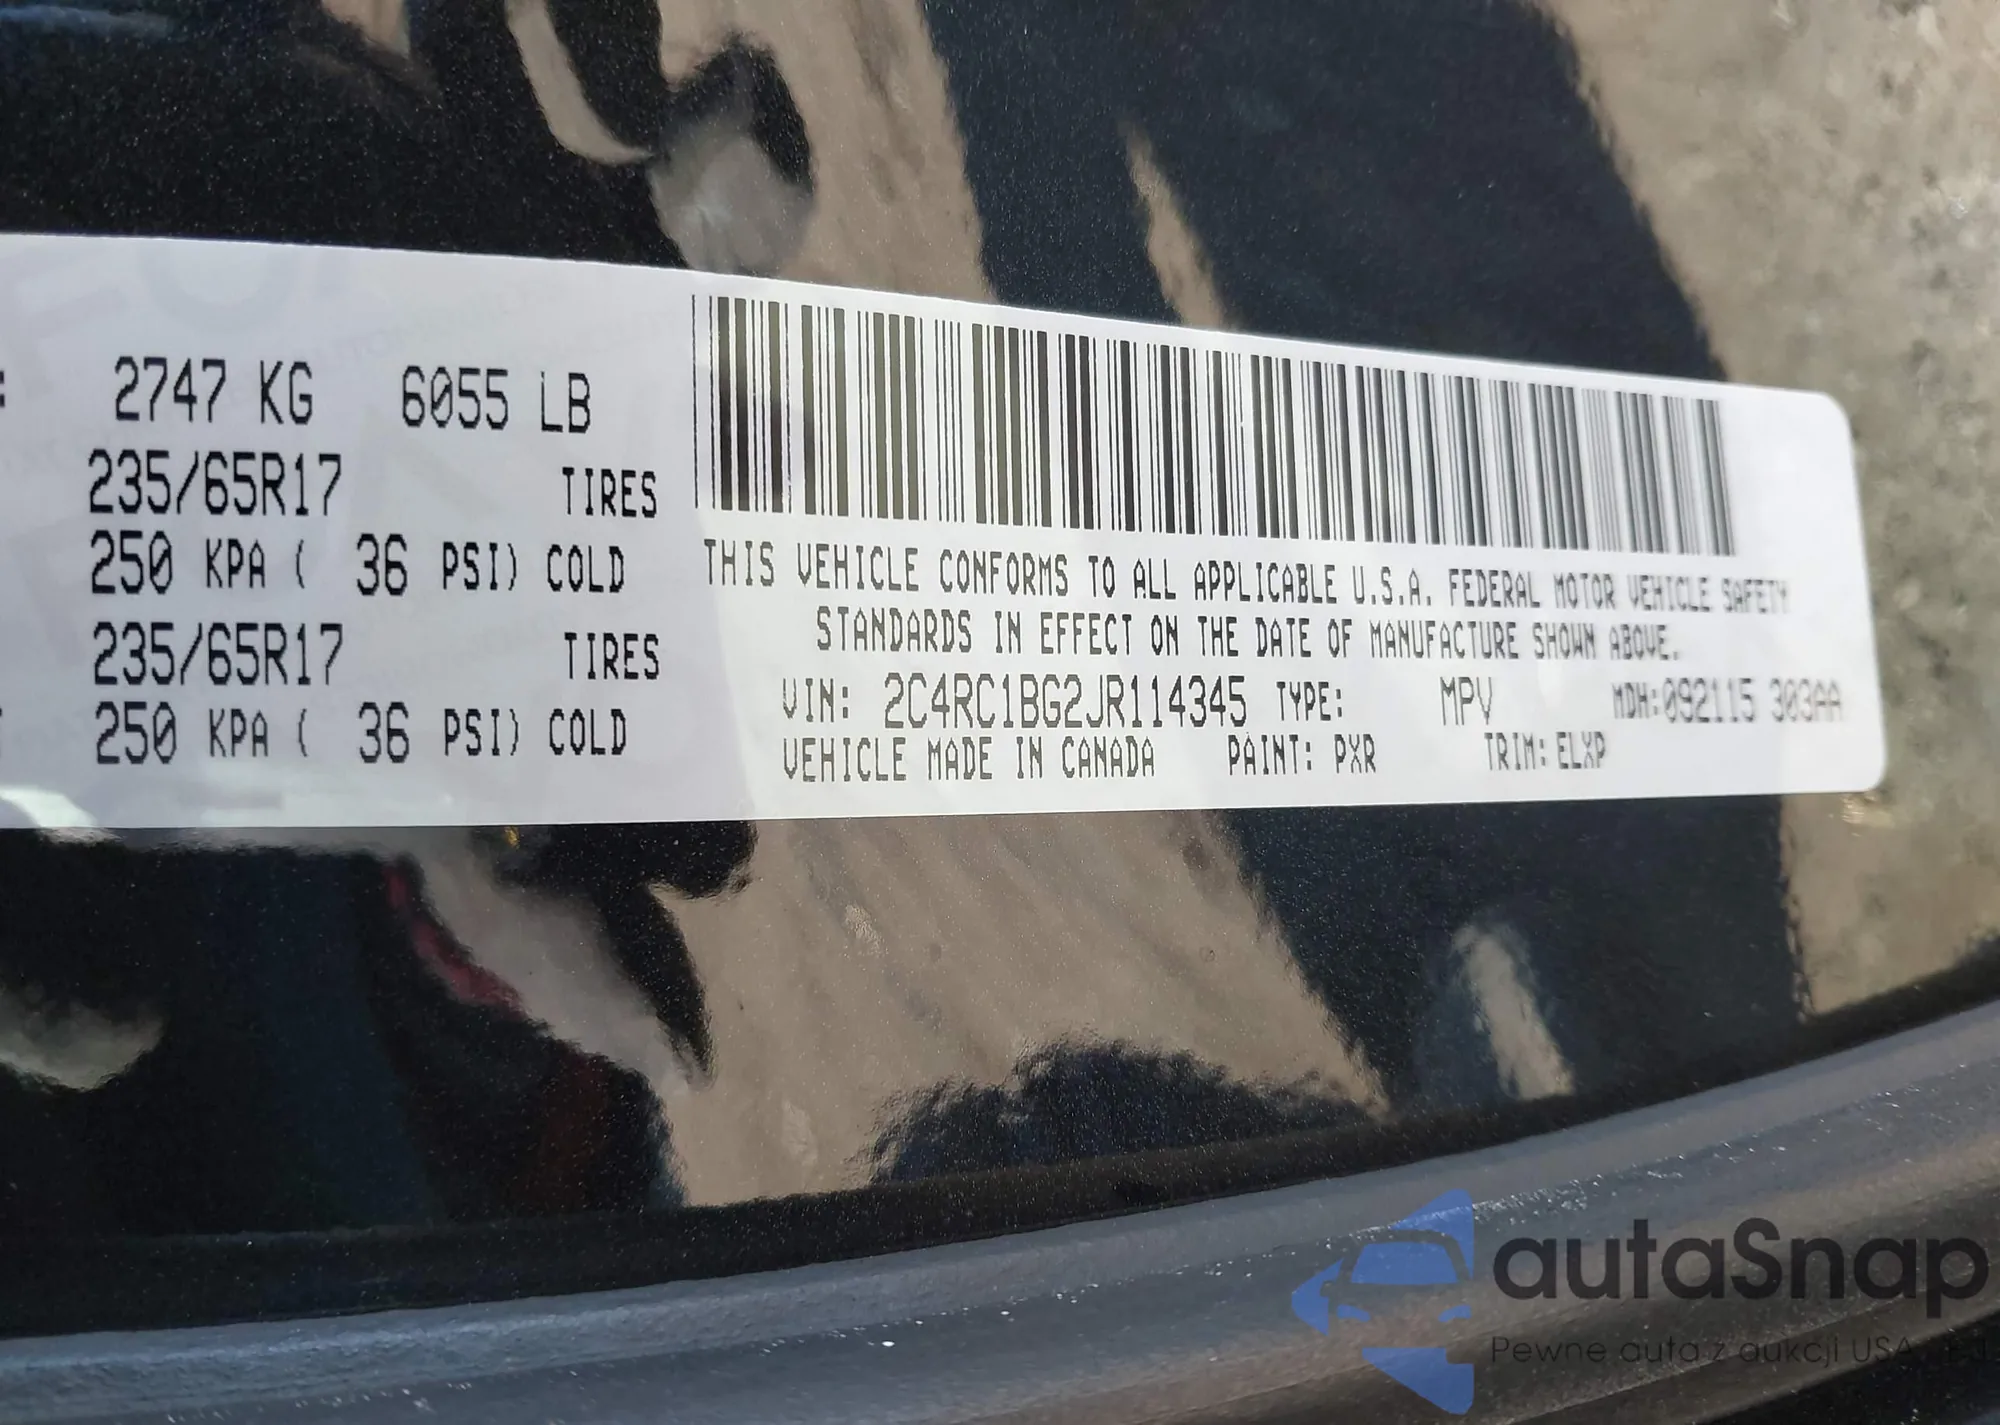 : 2747 KG 6055 LB
235/65R17 TIRES
250 KPA ( 36 PSI) COLD
235/65R17 TIRES
250 KPA ( 36 PSI) COLD
THIS VEHICLE CONFORMS TO ALL APPLICABLE U.S.A. FEDERAL MOTOR VEHICLE SAFETY
STANDARDS IN EFFECT ON THE DATE OF MANUFACTURE SHOWN ABOVE.
VIN: 2C4RC1BG2JR114345 TYPE: MPV MDH:092115 303AA
VEHICLE MADE IN CANADA PAINT: PXR TRIM: ELXP
autaSnap
Pewne auta z aukcji USA